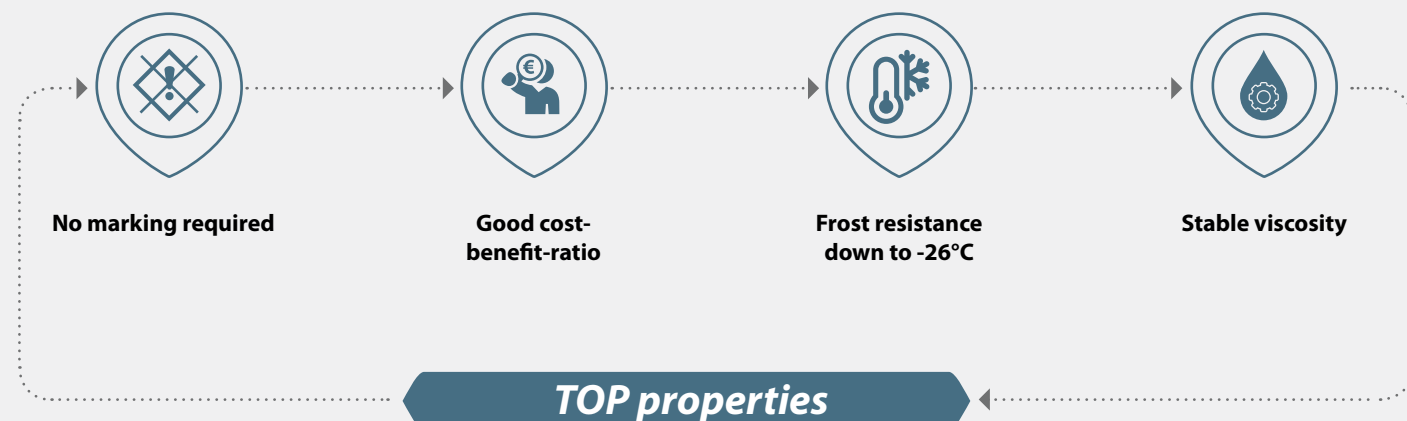 €
No marking required
Good cost-
benefit-ratio
Frost resistance
down to -26°C
Stable viscosity
TOP properties